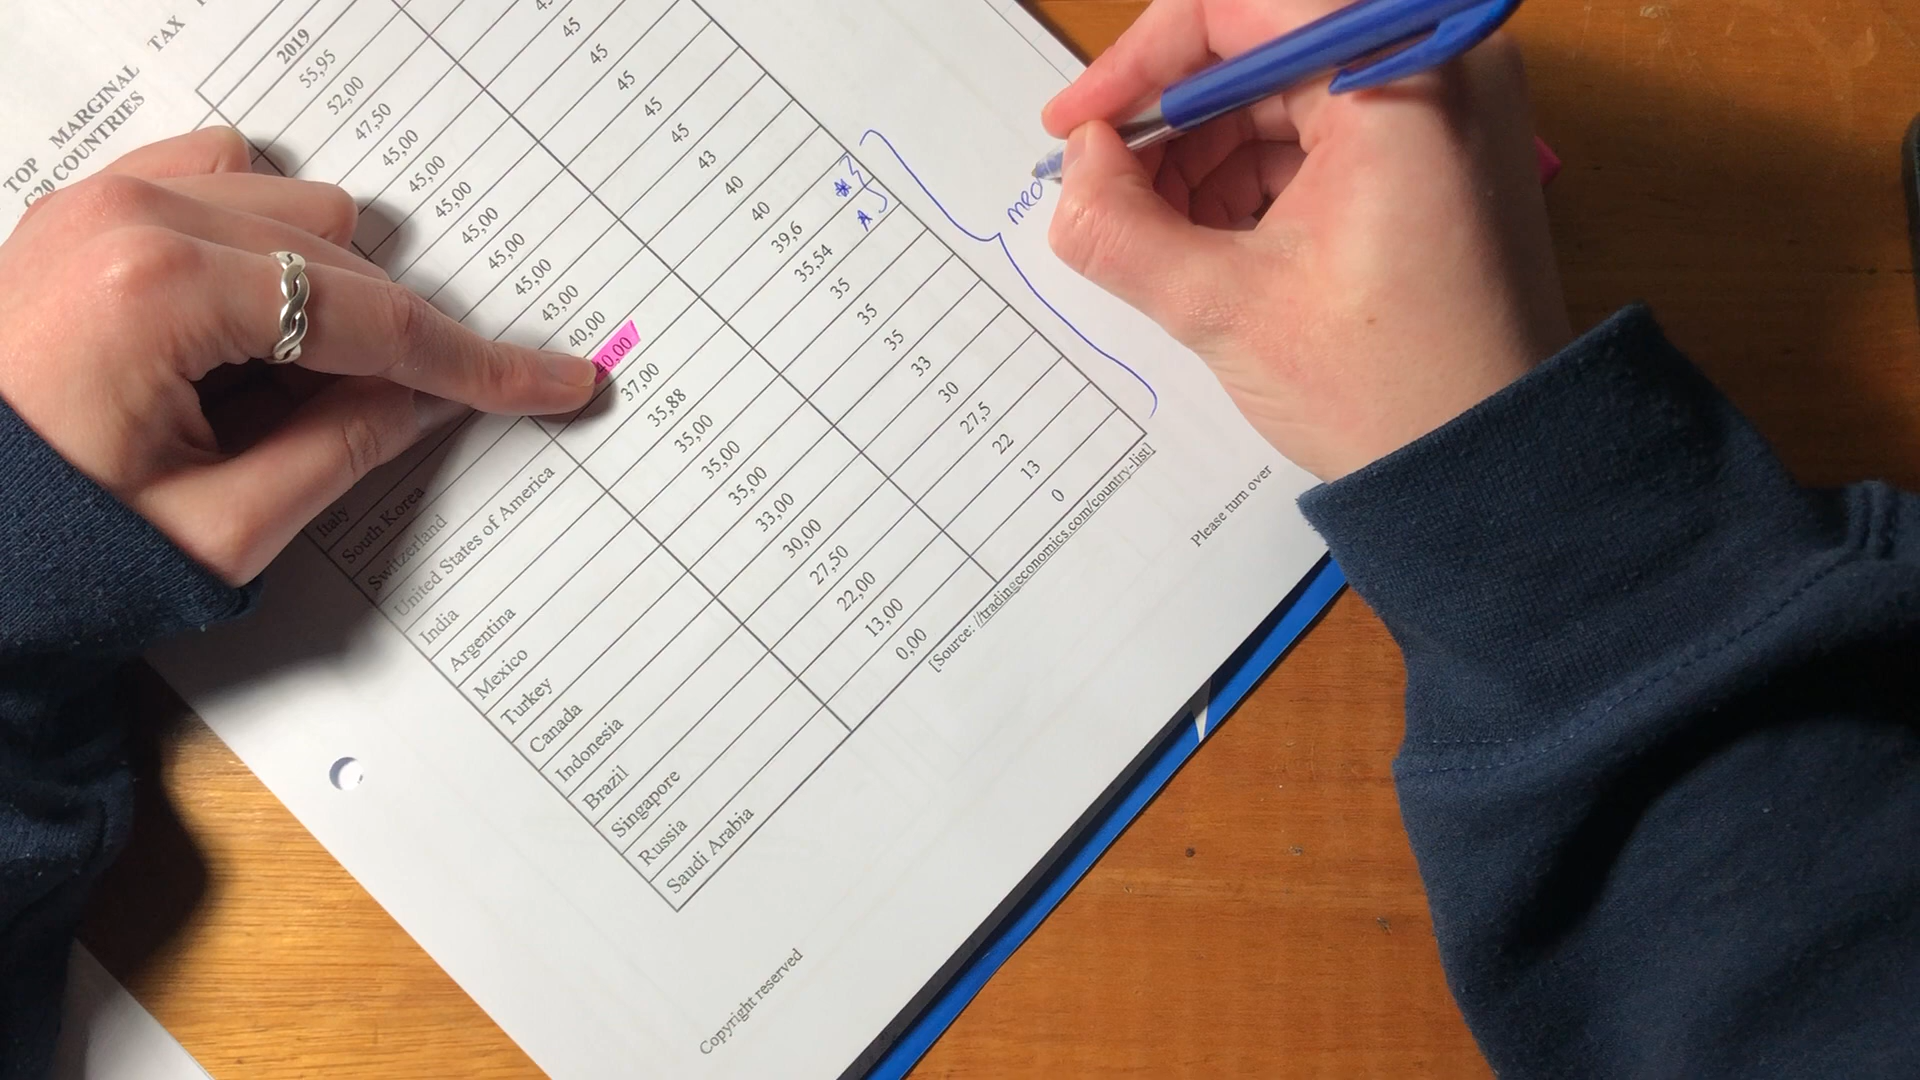 TOP MARGINAL TAX
G20 COUNTRIES
2019
55,95
52,00
47,50
45,00 45
45,00 45
45,00 45
45,00 45
45,00 45
45,00 45
Italy 43,00 43
South Korea 40,00 40
Switzerland 40,00 40
United States of America 37,00 39,6
India 35,88 35,54
Argentina 35,00 35
Mexico 35,00 35
Turkey 35,00 35
Canada 33,00 33
Indonesia 30,00 30
Brazil 27,50 27,5
Singapore 22,00 22
Russia 13,00 13
Saudi Arabia 0,00 0
[Source: //tradingeconomics.com/country-list]
med
Copyright reserved
Please turn over